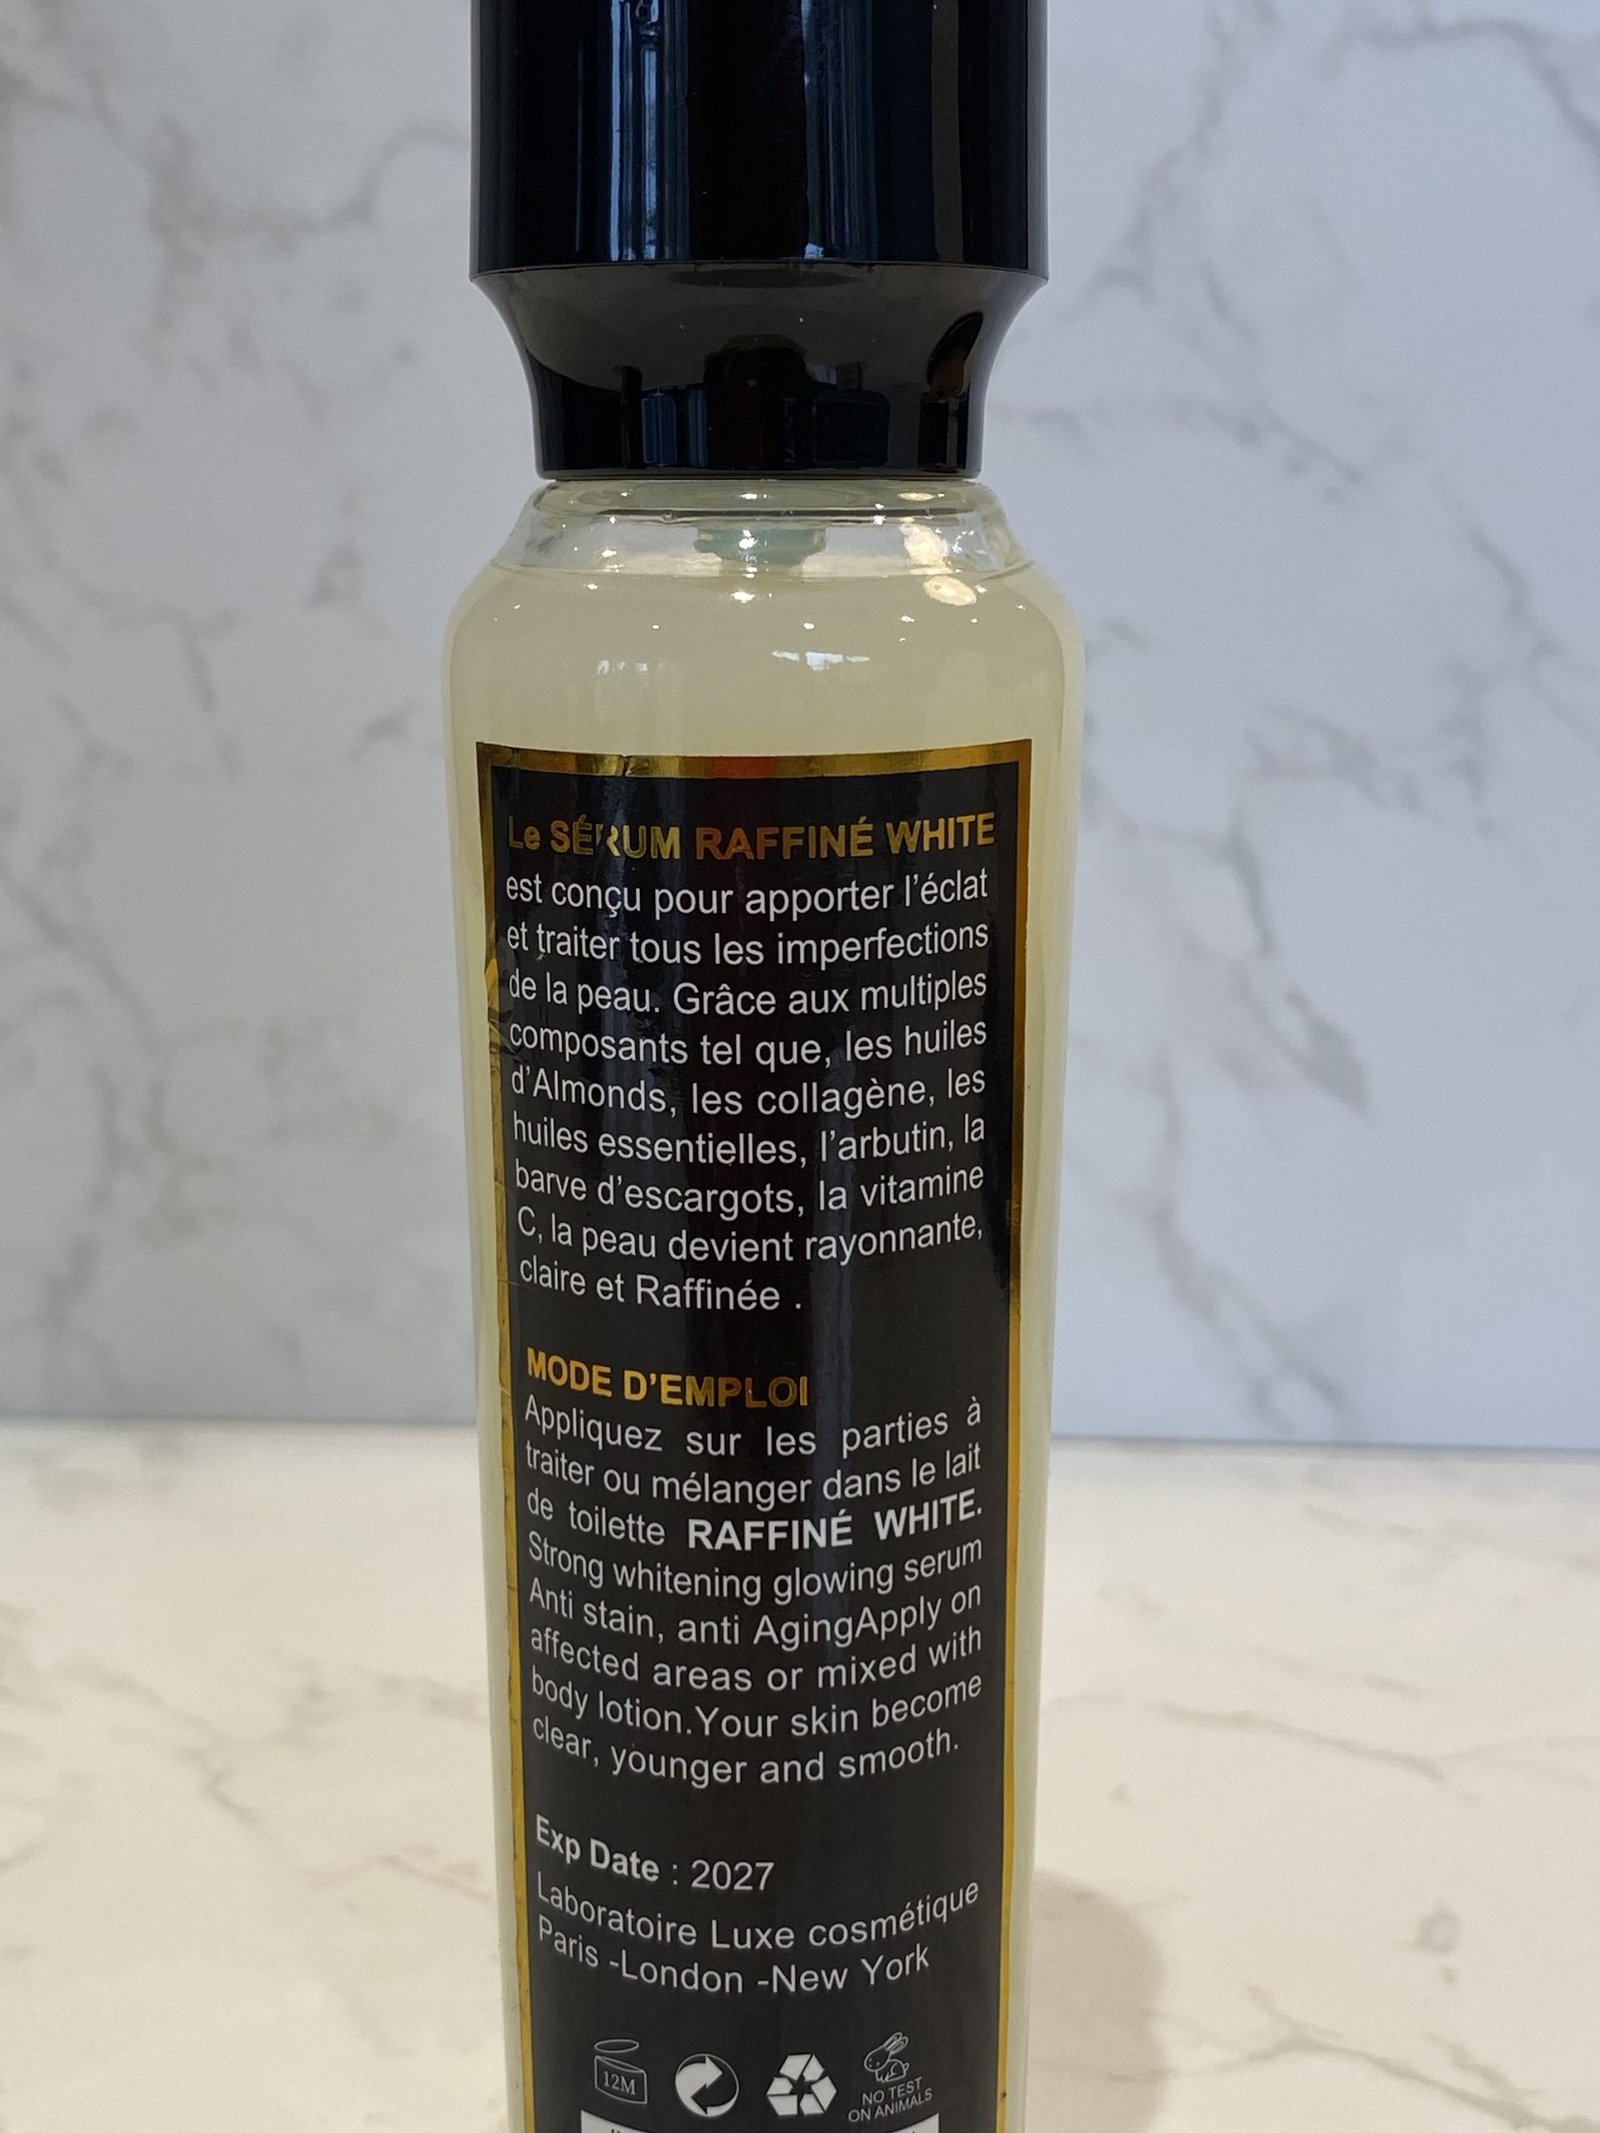 Le SÉRUM RAFFINÉ WHITE
est conçu pour apporter l'éclat
et traiter tous les imperfections
de la peau. Grâce aux multiples
composants tel que, les huiles
d'Almonds, les collagène, les
huiles essentielles, l'arbutin, la
barve d'escargots, la vitamine
C, la peau devient rayonnante,
claire et Raffinée .
MODE D'EMPLOI
Appliquez sur les parties à
traiter ou mélanger dans le lait
de toilette RAFFINÉ WHITE.
Strong whitening glowing serum
Anti stain, anti AgingApply on
affected areas or mixed with
body lotion.Your skin become
clear, younger and smooth.
Exp Date : 2027
Laboratoire Luxe cosmétique
Paris -London -New York
12M
NO TEST
ON ANIMALS